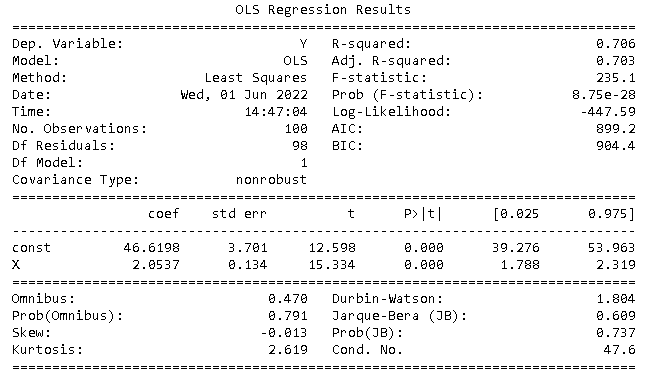 OLS Regression Results
==============================================================================
Dep. Variable:                      Y   R-squared:                       0.706
Model:                            OLS   Adj. R-squared:                  0.703
Method:                 Least Squares   F-statistic:                     235.1
Date:                Wed, 01 Jun 2022   Prob (F-statistic):           8.75e-28
Time:                        14:47:04   Log-Likelihood:                -447.59
No. Observations:                 100   AIC:                             899.2
Df Residuals:                      98   BIC:                             904.4
Df Model:                           1
Covariance Type:            nonrobust
==============================================================================
                 coef    std err          t      P>|t|      [0.025      0.975]
------------------------------------------------------------------------------
const         46.6198      3.701     12.598      0.000      39.276      53.963
X              2.0537      0.134     15.334      0.000       1.788       2.319
==============================================================================
Omnibus:                        0.470   Durbin-Watson:                   1.804
Prob(Omnibus):                  0.791   Jarque-Bera (JB):                0.609
Skew:                          -0.013   Prob(JB):                        0.737
Kurtosis:                       2.619   Cond. No.                         47.6
==============================================================================